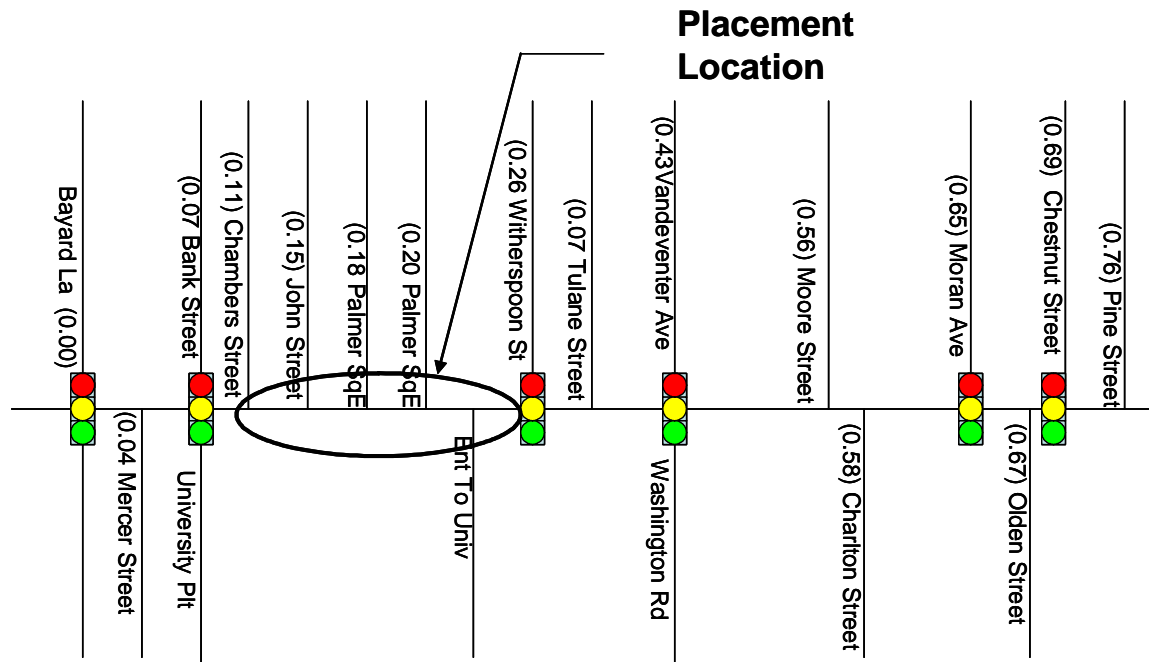 Placement
Location
Bayard La (0.00)
(0.04 Mercer Street
(0.07 Bank Street
University Plt
(0.11) Chambers Street
(0.15) John Street
(0.18 Palmer SqE
(0.20 Palmer SqE
Ent To Univ
(0.26 Witherspoon St
(0.07 Tulane Street
(0.43Vandeventer Ave
Washington Rd
(0.56) Moore Street
(0.58) Charlton Street
(0.65) Moran Ave
(0.67) Olden Street
(0.69) Chestnut Street
(0.76) Pine Street